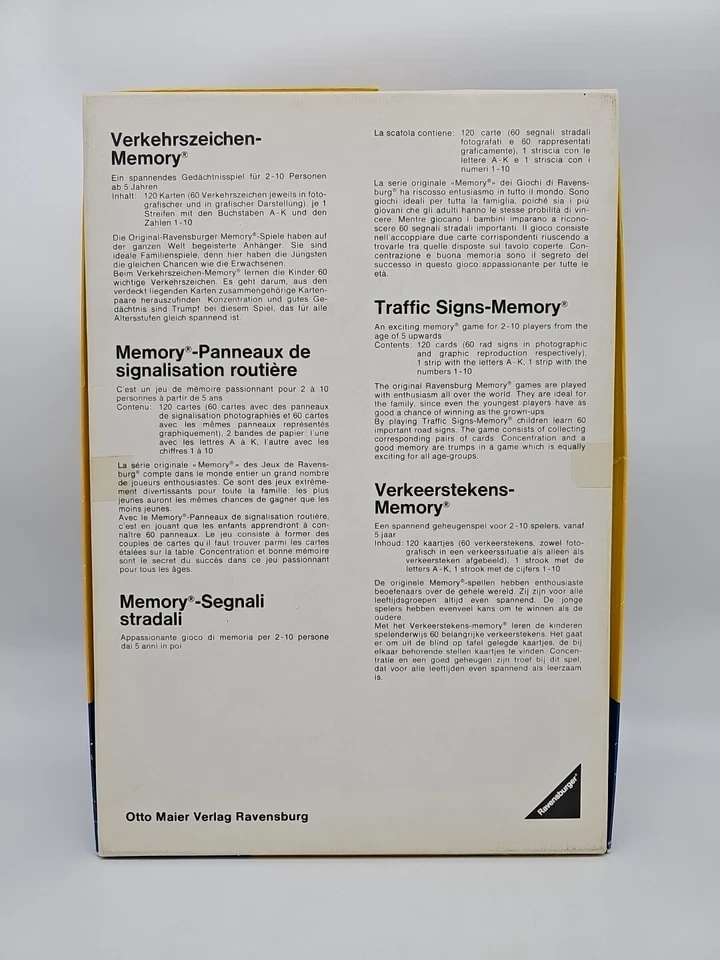 Verkehrszeichen-
Memory®
Ein spannendes Gedächtnisspiel für 2-10 Personen
ab 5 Jahren
Inhalt: 120 Karten (60 Verkehrszeichen jeweils in foto-
grafischer und in grafischer Darstellung), je 1
Streifen mit den Buchstaben A-K und den
Zahlen 1-10
Die Original-Ravensburger Memory®-Spiele haben auf
der ganzen Welt begeisterte Anhänger. Sie sind
ideale Familienspiele, denn hier haben die Jüngsten
die gleichen Chancen wie die Erwachsenen.
Beim Verkehrszeichen-Memory® lernen die Kinder 60
wichtige Verkehrszeichen. Es geht darum, aus den
verdeckt liegenden Karten zusammengehörige Karten-
paare herauszufinden. Konzentration und gutes Ge-
dächtnis sind Trumpf bei diesem Spiel, das für alle
Altersstufen gleich spannend ist.
Memory®-Panneaux de
signalisation routière
C'est un jeu de mémoire passionnant pour 2 à 10
personnes à partir de 5 ans
Contenu: 120 cartes (60 cartes avec des panneaux
de signalisation photographiés et 60 cartes
avec les mêmes panneaux représentés
graphiquement), 2 bandes de papier: l'une
avec les lettres A à K, l'autre avec les
chiffres 1 à 10
La série originale «Memory®» des Jeux de Ravens-
burg® compte dans le monde entier un grand nombre
de joueurs enthousiastes. Ce sont des jeux extrême-
ment divertissants pour toute la famille: les plus
jeunes auront les mêmes chances de gagner que les
moins jeunes.
Avec le Memory®-Panneaux de signalisation routière,
c'est en jouant que les enfants apprendront à con-
naître 60 panneaux. Le jeu consiste à former des
couples de cartes qu'il faut trouver parmi les cartes
étalées sur la table. Concentration et bonne mémoire
sont le secret du succès dans ce jeu passionnant
pour tous les âges.
Memory®-Segnali
stradali
Appassionante gioco di memoria per 2-10 persone
dai 5 anni in poi
La scatola contiene: 120 carte (60 segnali stradali
fotografati e 60 rappresentati
graficamente), 1 striscia con le
lettere A-K e 1 striscia con i
numeri 1-10
La serie originale «Memory®» dei Giochi di Ravens-
burg® ha riscosso entusiasmo in tutto il mondo. Sono
giochi ideali per tutta la famiglia, poiché sia i più
giovani che gli adulti hanno le stesse probilità di vin-
cere. Mentre giocano i bambini imparano a ricono-
scere 60 segnali stradali importanti. Il gioco consiste
nell'accoppiare due carte corrispondenti riuscendo a
trovarle tra quelle disposte sul tavolo coperte. Con-
centrazione e buona memoria sono il segreto del
successo in questo gioco appassionante per tutte le
età.
Traffic Signs-Memory®
An exciting memory® game for 2-10 players from the
age of 5 upwards
Contents: 120 cards (60 rad signs in photographic
and graphic reproduction respectively),
1 strip with the letters A-K, 1 strip with the
numbers 1-10
The original Ravensburg Memory® games are played
with enthusiasm all over the world. They are ideal for
the family, since even the youngest players have as
good a chance of winning as the grown-ups.
By playing Traffic Signs-Memory® children learn 60
important road signs. The game consists of collecting
corresponding pairs of cards. Concentration and a
good memory are trumps in a game which is equally
exciting for all age-groups.
Verkeerstekens-
Memory®
Een spannend geheugenspel voor 2-10 spelers, vanaf
5 jaar
Inhoud: 120 kaartjes (60 verkeerstekens, zowel foto-
grafisch in een verkeerssituatie als alleen als
verkeersteken afgebeeld), 1 strook met de
letters A-K, 1 strook met de cijfers 1-10
De originele Memory®-spellen hebben enthousiaste
beoefenaars over de gehele wereld. Zij zijn voor alle
leeftijdsgroepen altijd even spannend. De jonge
spelers hebben evenveel kans om te winnen als de
oudere.
Met het Verkeerstekens-memory® leren de kinderen
spelenderwijs 60 belangrijke verkeerstekens. Het gaat
er om uit de blind op tafel gelegde kaartjes, de bij
elkaar behorende stellen kaartjes te vinden. Concen-
tratie en een goed geheugen zijn troef bij dit spel,
dat voor alle leeftijden even spannend als leerzaam
is.
Otto Maier Verlag Ravensburg
Ravensburger®